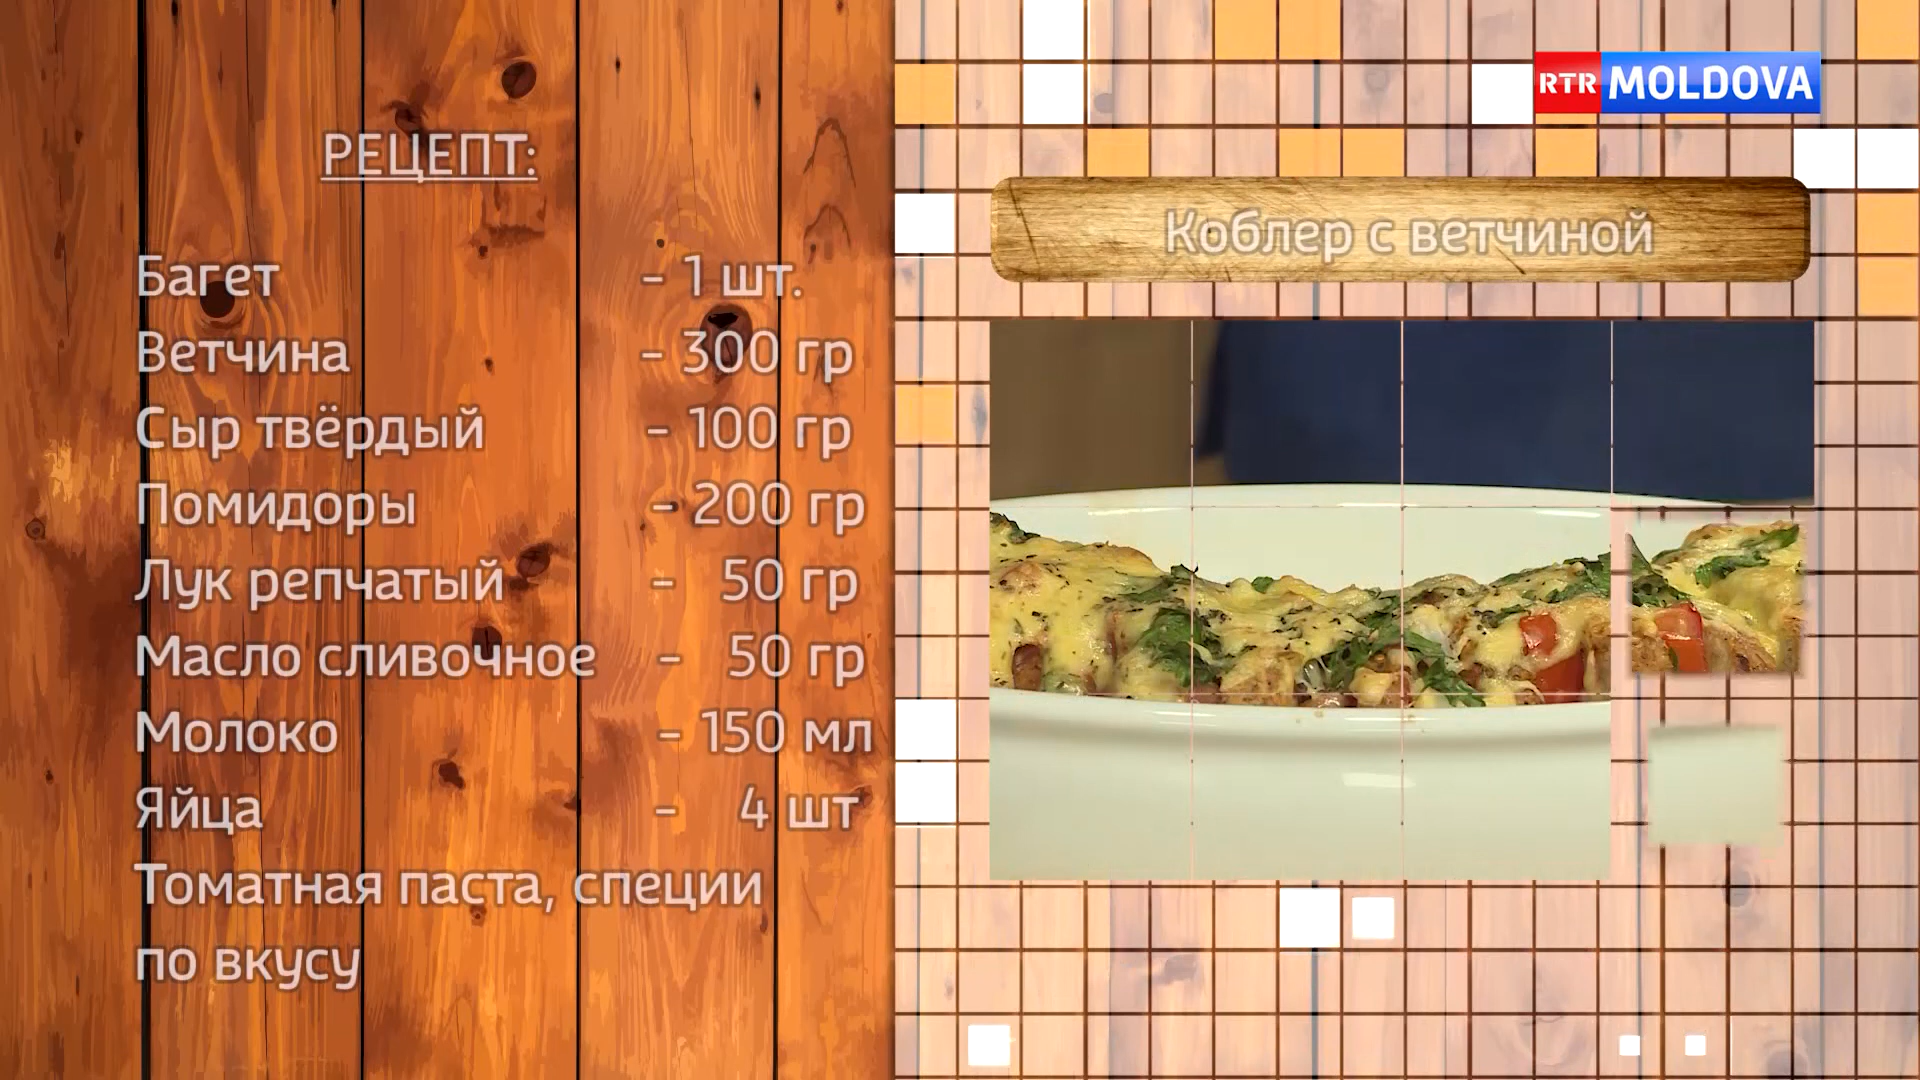 РЕЦЕПТ:
Багет - 1 шт.
Ветчина - 300 гр
Сыр твёрдый - 100 гр
Помидоры - 200 гр
Лук репчатый - 50 гр
Масло сливочное - 50 гр
Молоко - 150 мл
Яйца - 4 шт
Томатная паста, специи
по вкусу
RTR MOLDOVA
Коблер с ветчиной